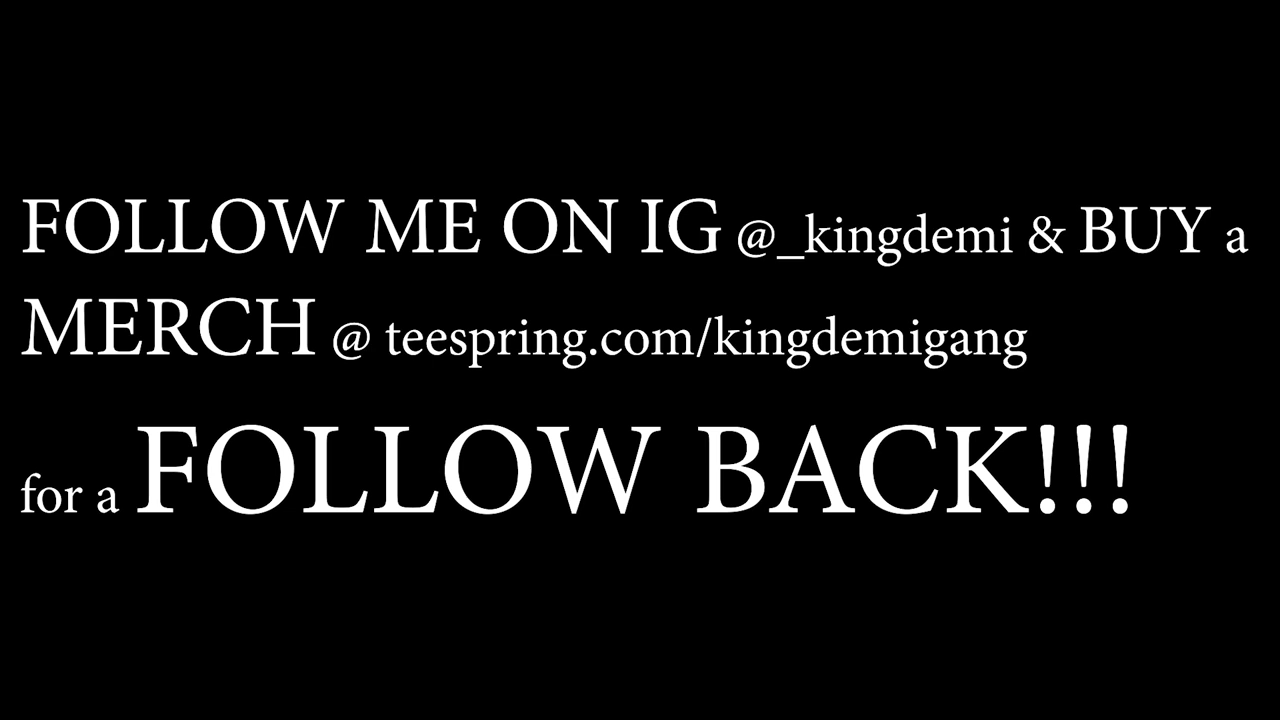 FOLLOW ME ON IG @_kingdemi & BUY a
MERCH @ teespring.com/kingdemigang
for a FOLLOW BACK!!!